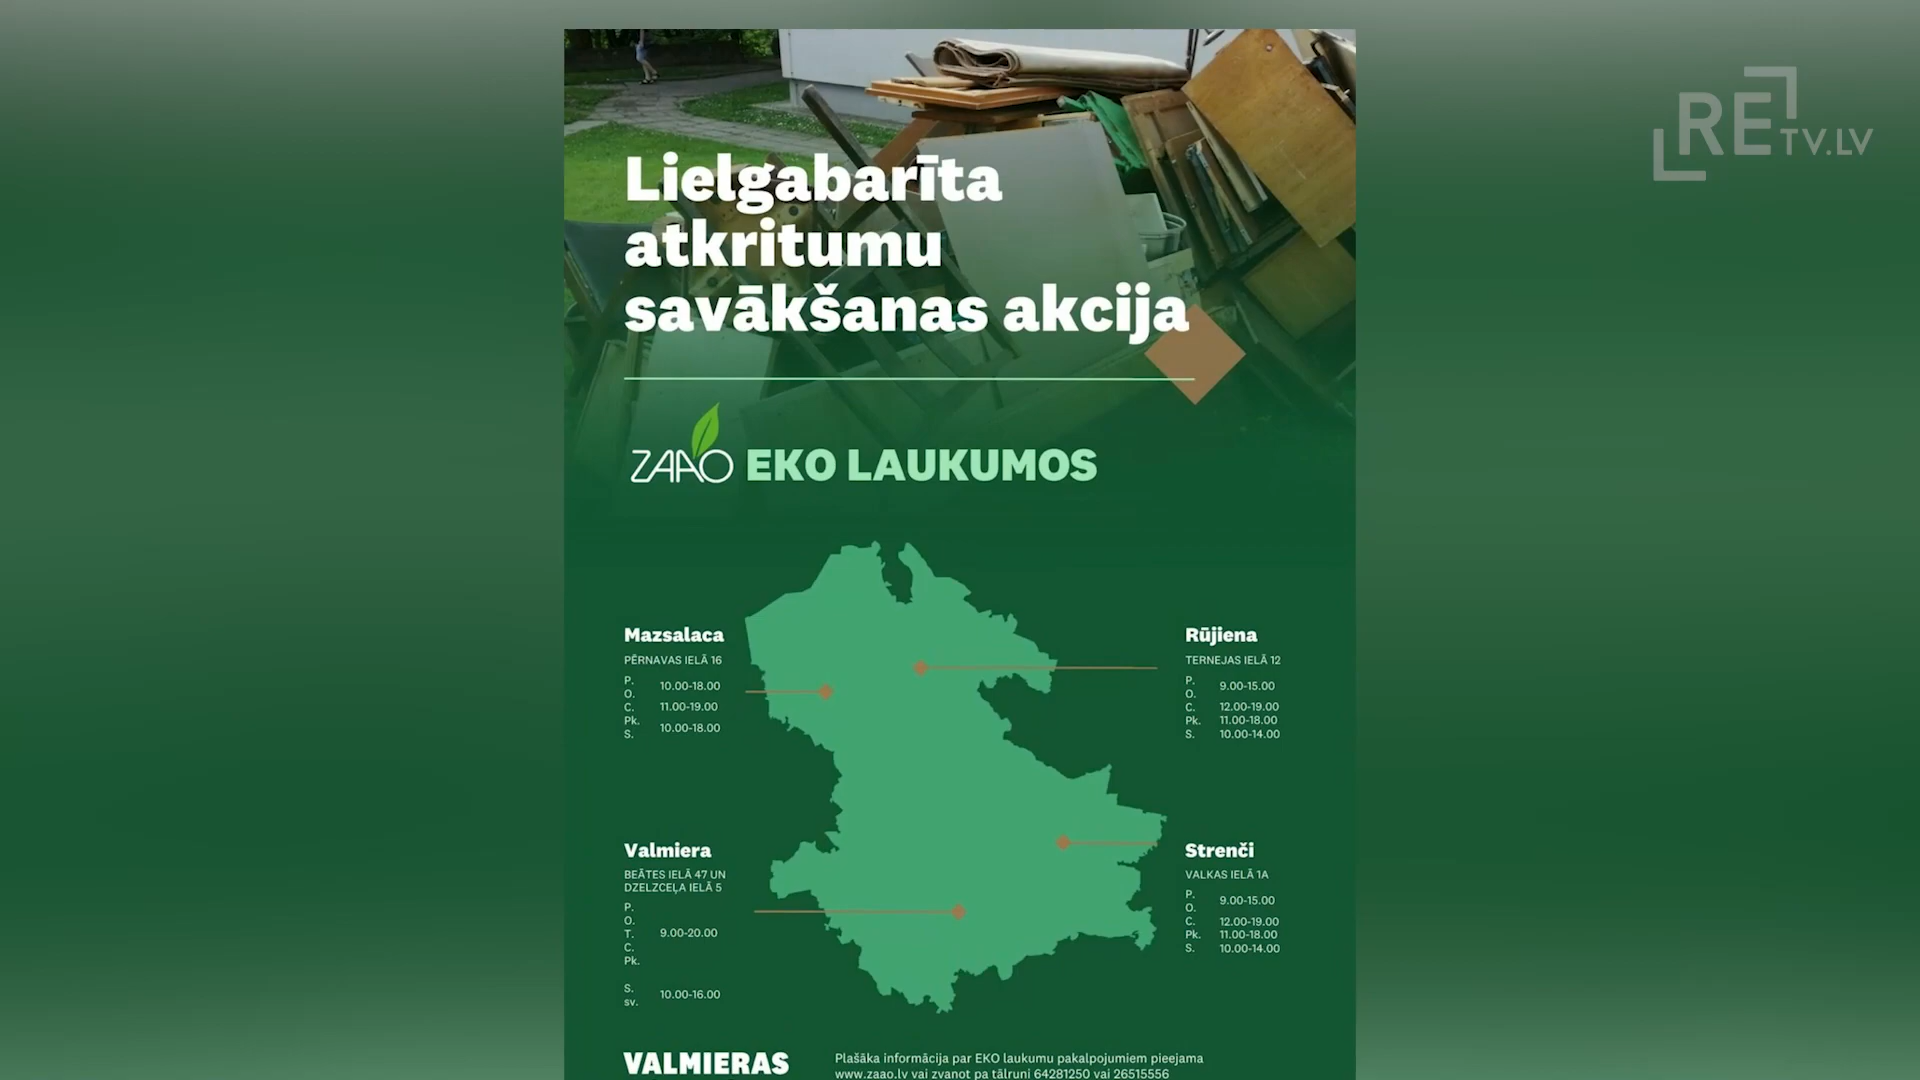 RE
TV.LV
Lielgabarīta
atkritumu
savākšanas akcija
ZAAO EKO LAUKUMOS
Mazsalaca
PĒRNAVAS IELĀ 16
P.
O. 10.00-18.00
C. 11.00-19.00
Pk.
S. 10.00-18.00
Rūjiena
TERNEJAS IELĀ 12
P.
O. 9.00-15.00
C. 12.00-19.00
Pk. 11.00-18.00
S. 10.00-14.00
Valmiera
BEĀTES IELĀ 47 UN
DZELZCEĻA IELĀ 5
P.
O.
T. 9.00-20.00
C.
Pk.
S.
sv. 10.00-16.00
Strenči
VALKAS IELĀ 1A
P.
O. 9.00-15.00
C. 12.00-19.00
Pk. 11.00-18.00
S. 10.00-14.00
VALMIERAS
Plašāka informācija par EKO laukumu pakalpojumiem pieejama
www.zaao.lv vai zvanot pa tālruni 64281250 vai 26515556